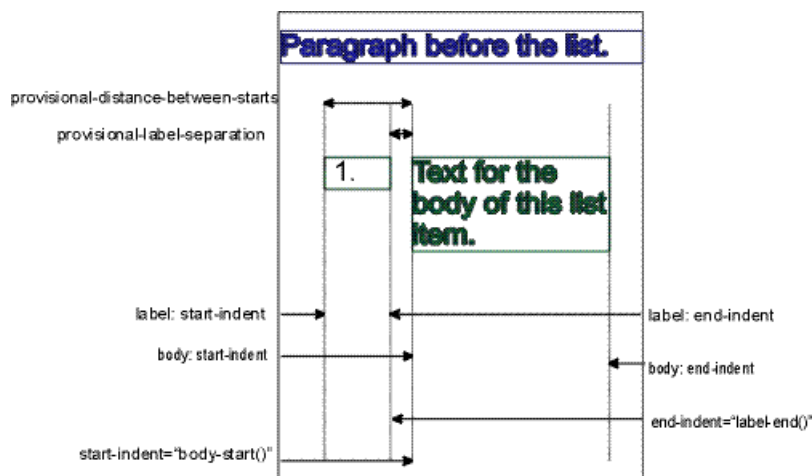 Paragraph before the list.
provisional-distance-between-starts
provisional-label-separation
1.
Text for the
body of this list
item.
label: start-indent
label: end-indent
body: start-indent
body: end-indent
end-indent="label-end()"
start-indent="body-start()"